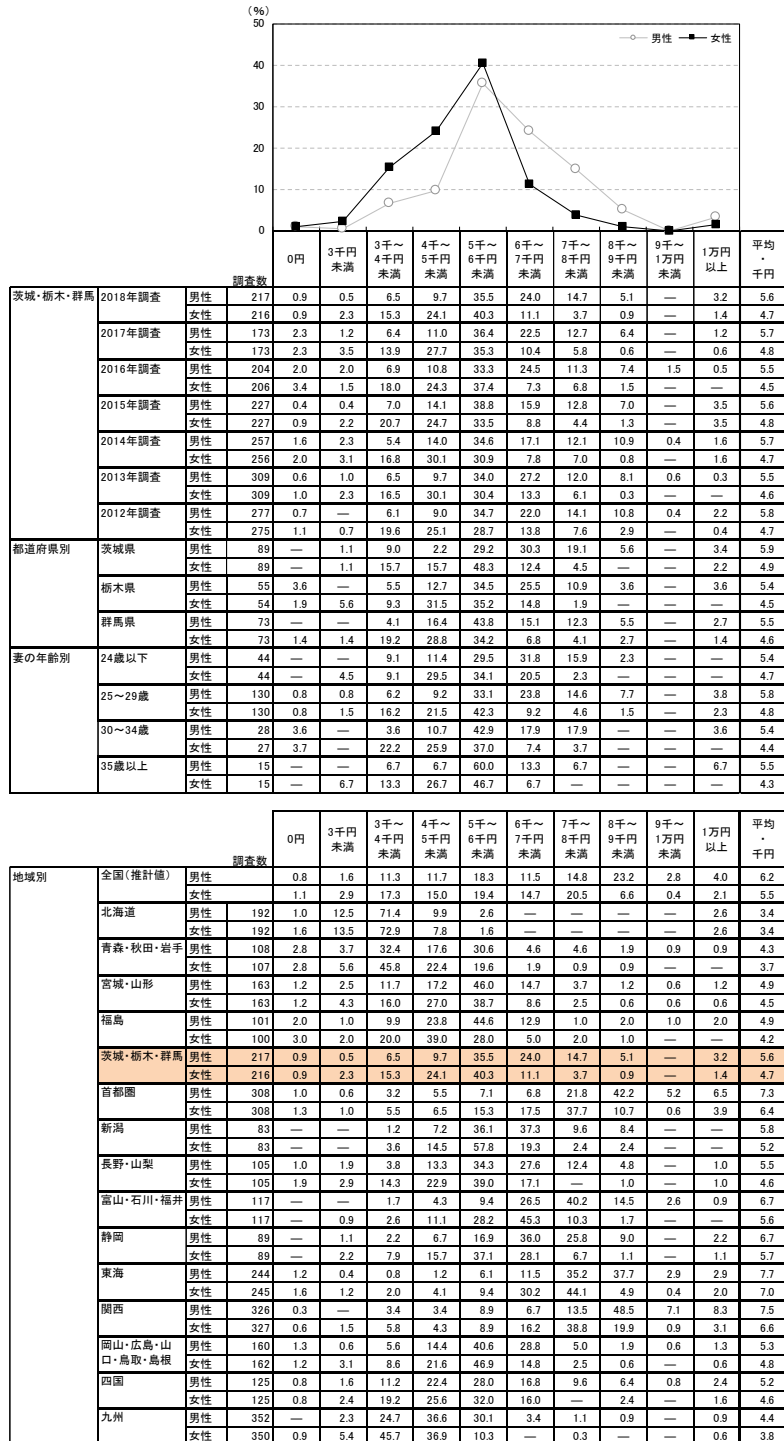 (％)
50
40
30
20
10
0
男性 女性
調査数 0円 3千円未満 3千～4千円未満 4千～5千円未満 5千～6千円未満 6千～7千円未満 7千～8千円未満 8千～9千円未満 9千～1万円未満 1万円以上 平均・千円
茨城・栃木・群馬 2018年調査 男性 217 0.9 0.5 6.5 9.7 35.5 24.0 14.7 5.1 ― 3.2 5.6
女性 216 0.9 2.3 15.3 24.1 40.3 11.1 3.7 0.9 ― 1.4 4.7
2017年調査 男性 173 2.3 1.2 6.4 11.0 36.4 22.5 12.7 6.4 ― 1.2 5.7
女性 173 2.3 3.5 13.9 27.7 35.3 10.4 5.8 0.6 ― 0.6 4.8
2016年調査 男性 204 2.0 2.0 6.9 10.8 33.3 24.5 11.3 7.4 1.5 0.5 5.5
女性 206 3.4 1.5 18.0 24.3 37.4 7.3 6.8 1.5 ― ― 4.5
2015年調査 男性 227 0.4 0.4 7.0 14.1 38.8 15.9 12.8 7.0 ― 3.5 5.6
女性 227 0.9 2.2 20.7 24.7 33.5 8.8 4.4 1.3 ― 3.5 4.8
2014年調査 男性 257 1.6 2.3 5.4 14.0 34.6 17.1 12.1 10.9 0.4 1.6 5.7
女性 256 2.0 3.1 16.8 30.1 30.9 7.8 7.0 0.8 ― 1.6 4.7
2013年調査 男性 309 0.6 1.0 6.5 9.7 34.0 27.2 12.0 8.1 0.6 0.3 5.5
女性 309 1.0 2.3 16.5 30.1 30.4 13.3 6.1 0.3 ― ― 4.6
2012年調査 男性 277 0.7 ― 6.1 9.0 34.7 22.0 14.1 10.8 0.4 2.2 5.8
女性 275 1.1 0.7 19.6 25.1 28.7 13.8 7.6 2.9 ― 0.4 4.7
都道府県別 茨城県 男性 89 ― 1.1 9.0 2.2 29.2 30.3 19.1 5.6 ― 3.4 5.9
女性 89 ― 1.1 15.7 15.7 48.3 12.4 4.5 ― ― 2.2 4.9
栃木県 男性 55 3.6 ― 5.5 12.7 34.5 25.5 10.9 3.6 ― 3.6 5.4
女性 54 1.9 5.6 9.3 31.5 35.2 14.8 1.9 ― ― ― 4.5
群馬県 男性 73 ― ― 4.1 16.4 43.8 15.1 12.3 5.5 ― 2.7 5.5
女性 73 1.4 1.4 19.2 28.8 34.2 6.8 4.1 2.7 ― 1.4 4.6
妻の年齢別 24歳以下 男性 44 ― ― 9.1 11.4 29.5 31.8 15.9 2.3 ― ― 5.4
女性 44 ― 4.5 9.1 29.5 34.1 20.5 2.3 ― ― ― 4.7
25～29歳 男性 130 0.8 0.8 6.2 9.2 33.1 23.8 14.6 7.7 ― 3.8 5.8
女性 130 0.8 1.5 16.2 21.5 42.3 9.2 4.6 1.5 ― 2.3 4.8
30～34歳 男性 28 3.6 ― 3.6 10.7 42.9 17.9 17.9 ― ― 3.6 5.4
女性 27 3.7 ― 22.2 25.9 37.0 7.4 3.7 ― ― ― 4.4
35歳以上 男性 15 ― ― 6.7 6.7 60.0 13.3 6.7 ― ― 6.7 5.5
女性 15 ― 6.7 13.3 26.7 46.7 6.7 ― ― ― ― 4.3
調査数 0円 3千円未満 3千～4千円未満 4千～5千円未満 5千～6千円未満 6千～7千円未満 7千～8千円未満 8千～9千円未満 9千～1万円未満 1万円以上 平均・千円
地域別 全国（推計値） 男性 0.8 1.6 11.3 11.7 18.3 11.5 14.8 23.2 2.8 4.0 6.2
女性 1.1 2.9 17.3 15.0 19.4 14.7 20.5 6.6 0.4 2.1 5.5
北海道 男性 192 1.0 12.5 71.4 9.9 2.6 ― ― ― ― 2.6 3.4
女性 192 1.6 13.5 72.9 7.8 1.6 ― ― ― ― 2.6 3.4
青森・秋田・岩手 男性 108 2.8 3.7 32.4 17.6 30.6 4.6 4.6 1.9 0.9 0.9 4.3
女性 107 2.8 5.6 45.8 22.4 19.6 1.9 0.9 0.9 ― ― 3.7
宮城・山形 男性 163 1.2 2.5 11.7 17.2 46.0 14.7 3.7 1.2 0.6 1.2 4.9
女性 163 1.2 4.3 16.0 27.0 38.7 8.6 2.5 0.6 0.6 0.6 4.5
福島 男性 101 2.0 1.0 9.9 23.8 44.6 12.9 1.0 2.0 1.0 2.0 4.9
女性 100 3.0 2.0 20.0 39.0 28.0 5.0 2.0 1.0 ― ― 4.2
茨城・栃木・群馬 男性 217 0.9 0.5 6.5 9.7 35.5 24.0 14.7 5.1 ― 3.2 5.6
女性 216 0.9 2.3 15.3 24.1 40.3 11.1 3.7 0.9 ― 1.4 4.7
首都圏 男性 308 1.0 0.6 3.2 5.5 7.1 6.8 21.8 42.2 5.2 6.5 7.3
女性 308 1.3 1.0 5.5 6.5 15.3 17.5 37.7 10.7 0.6 3.9 6.4
新潟 男性 83 ― ― 1.2 7.2 36.1 37.3 9.6 8.4 ― ― 5.8
女性 83 ― ― 3.6 14.5 57.8 19.3 2.4 2.4 ― ― 5.2
長野・山梨 男性 105 1.0 1.9 3.8 13.3 34.3 27.6 12.4 4.8 ― 1.0 5.5
女性 105 1.9 2.9 14.3 22.9 39.0 17.1 ― 1.0 ― 1.0 4.6
富山・石川・福井 男性 117 ― ― 1.7 4.3 9.4 26.5 40.2 14.5 2.6 0.9 6.7
女性 117 ― 0.9 2.6 11.1 28.2 45.3 10.3 1.7 ― ― 5.6
静岡 男性 89 ― 1.1 2.2 6.7 16.9 36.0 25.8 9.0 ― 2.2 6.7
女性 89 ― 2.2 7.9 15.7 37.1 28.1 6.7 1.1 ― 1.1 5.7
東海 男性 244 1.2 0.4 0.8 1.2 6.1 11.5 35.2 37.7 2.9 2.9 7.7
女性 245 1.6 1.2 2.0 4.1 9.4 30.2 44.1 4.9 0.4 2.0 7.0
関西 男性 326 0.3 ― 3.4 3.4 8.9 6.7 13.5 48.5 7.1 8.3 7.5
女性 327 0.6 1.5 5.8 4.3 8.9 16.2 38.8 19.9 0.9 3.1 6.6
岡山・広島・山口・鳥取・島根 男性 160 1.3 0.6 5.6 14.4 40.6 28.8 5.0 1.9 0.6 1.3 5.3
女性 162 1.2 3.1 8.6 21.6 46.9 14.8 2.5 0.6 ― 0.6 4.8
四国 男性 125 0.8 1.6 11.2 22.4 28.0 16.8 9.6 6.4 0.8 2.4 5.2
女性 125 0.8 2.4 19.2 25.6 32.0 16.0 ― 2.4 ― 1.6 4.6
九州 男性 352 ― 2.3 24.7 36.6 30.1 3.4 1.1 0.9 ― 0.9 4.4
女性 350 0.9 5.4 45.7 36.9 10.3 ― 0.3 ― ― 0.6 3.8